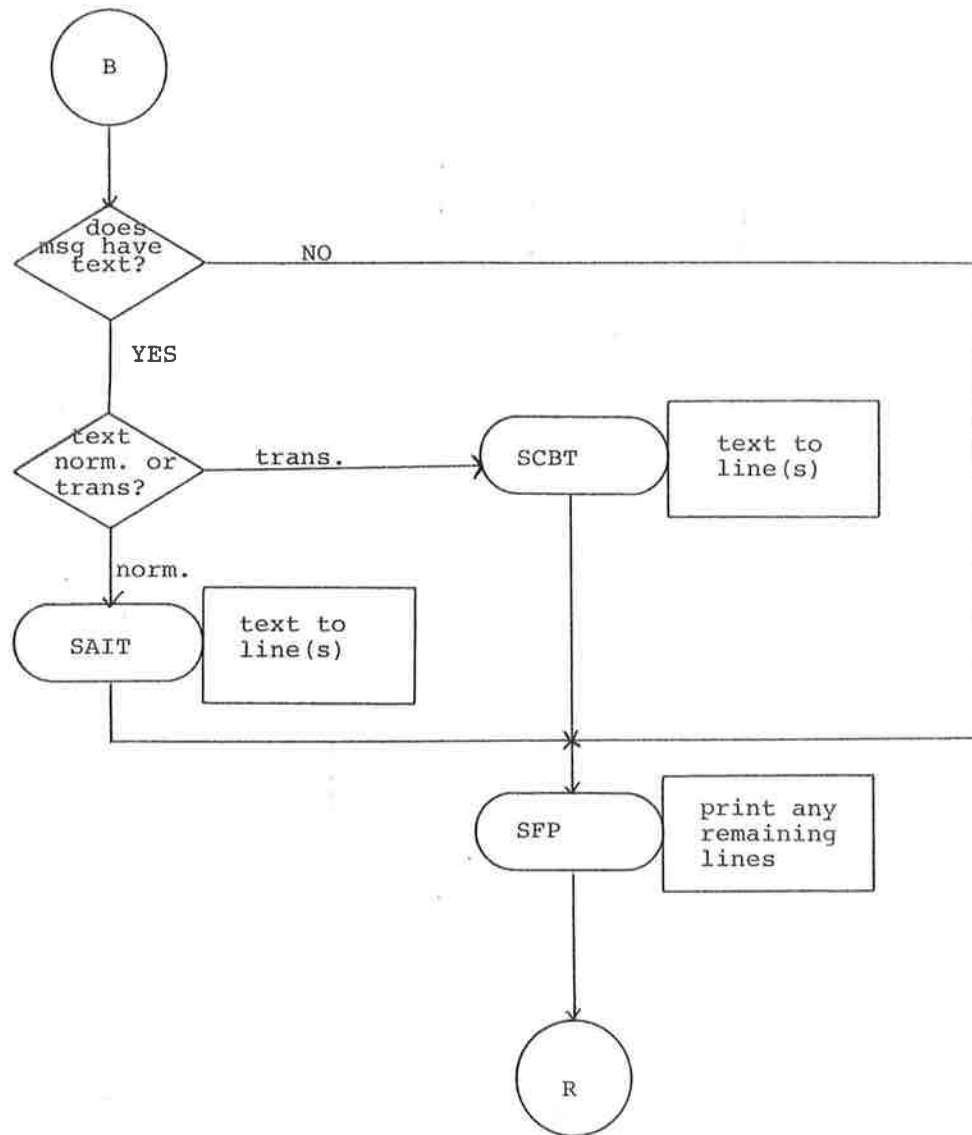 B
does
msg have
text?
NO
YES
text
norm. or
trans?
trans.
SCBT
text to
line(s)
norm.
SAIT
text to
line(s)
SFP
print any
remaining
lines
R